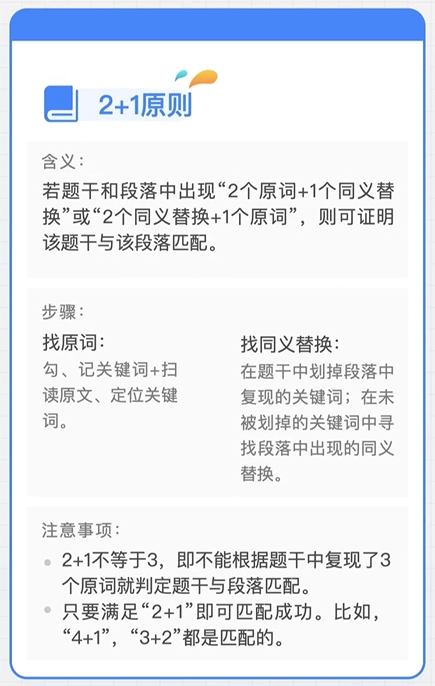 2+1原则
含义：
若题干和段落中出现“2个原词+1个同义替
换”或“2个同义替换+1个原词”，则可证明
该题干与该段落匹配。
步骤：
找原词：
勾、记关键词+扫
读原文、定位关键
词。
找同义替换：
在题干中划掉段落中
复现的关键词；在未
被划掉的关键词中寻
找段落中出现的同义
替换。
注意事项：
2+1不等于3，即不能根据题干中复现了3
个原词就判定题干与段落匹配。
只要满足“2+1”即可匹配成功。比如，
“4+1”，“3+2”都是匹配的。